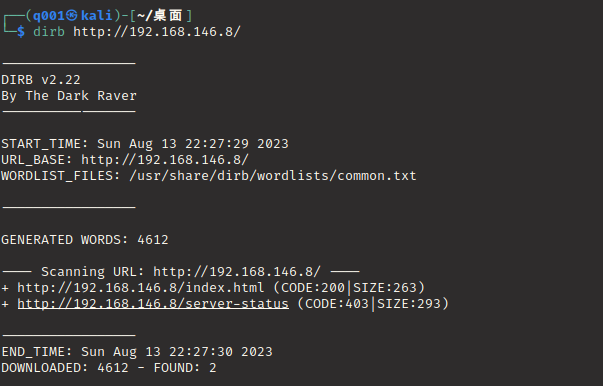 ┌──(q001㉿kali)-[~/桌面]
└─$ dirb http://192.168.146.8/
-----------------
DIRB v2.22
By The Dark Raver
-----------------
START_TIME: Sun Aug 13 22:27:29 2023
URL_BASE: http://192.168.146.8/
WORDLIST_FILES: /usr/share/dirb/wordlists/common.txt
-----------------
GENERATED WORDS: 4612
---- Scanning URL: http://192.168.146.8/ ----
+ http://192.168.146.8/index.html (CODE:200|SIZE:263)
+ http://192.168.146.8/server-status (CODE:403|SIZE:293)
-----------------
END_TIME: Sun Aug 13 22:27:30 2023
DOWNLOADED: 4612 - FOUND: 2